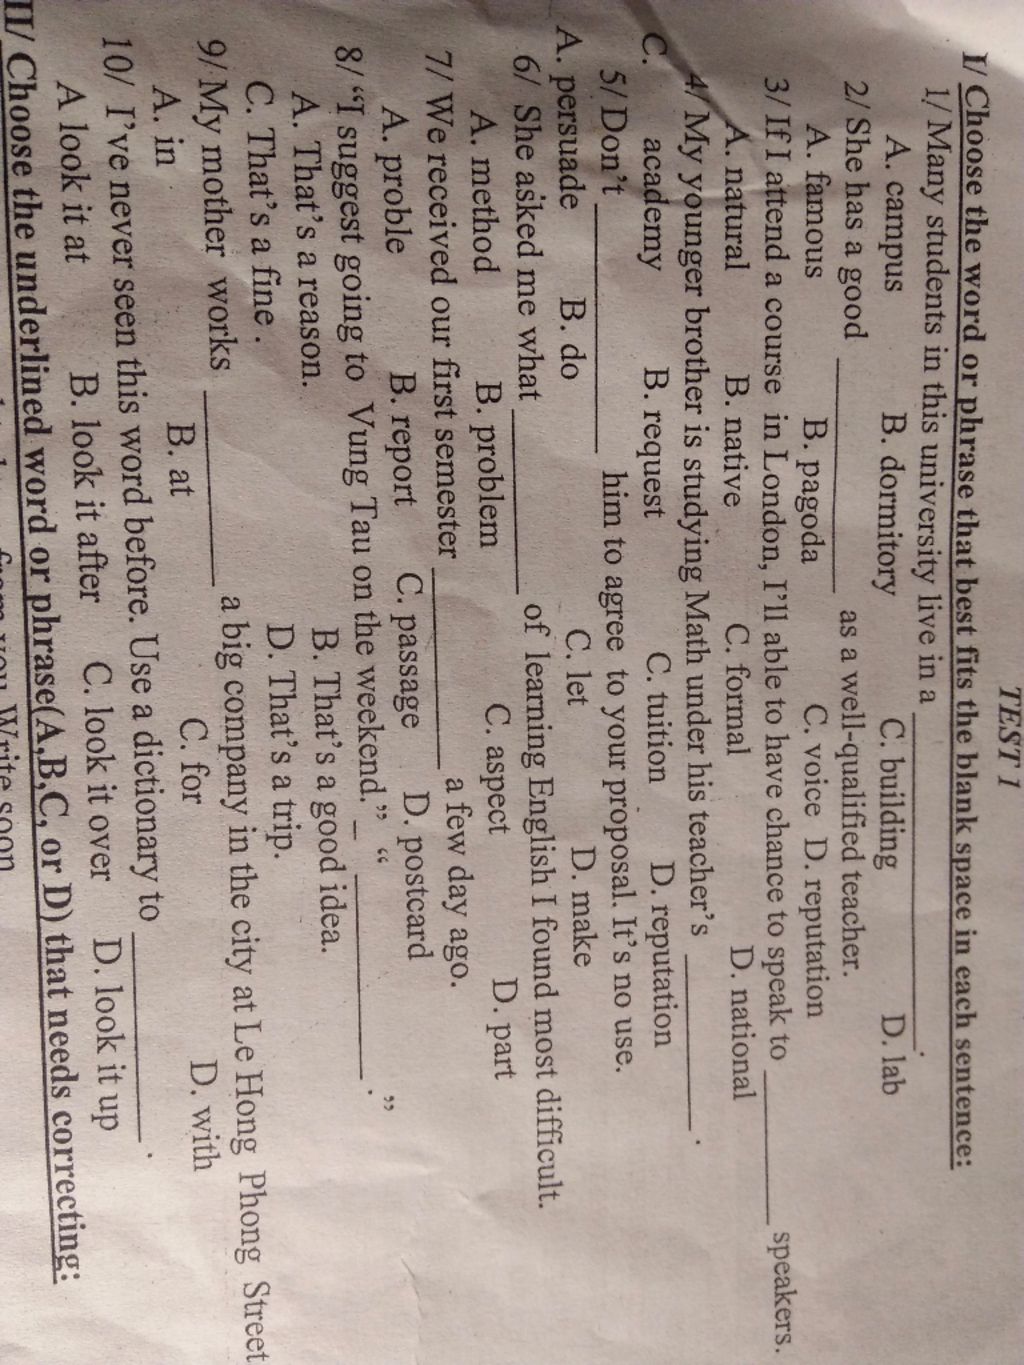 TEST 1
I/ Choose the word or phrase that best fits the blank space in each sentence:
1/ Many students in this university live in a ____________.
A. campus B. dormitory C. building D. lab
2/ She has a good ____________ as a well-qualified teacher.
A. famous B. pagoda C. voice D. reputation
3/ If I attend a course in London, I'll able to have chance to speak to ________ speakers.
A. natural B. native C. formal D. national
4/ My younger brother is studying Math under his teacher's ________.
C. academy B. request C. tuition D. reputation
5/ Don't ____________ him to agree to your proposal. It's no use.
A. persuade B. do C. let D. make
6/ She asked me what ________ of learning English I found most difficult.
A. method B. problem C. aspect D. part
7/ We received our first semester ________ a few day ago.
A. proble B. report C. passage D. postcard
8/ "I suggest going to Vung Tau on the weekend." _ " ____________."
A. That's a reason. B. That's a good idea.
C. That's a fine . D. That's a trip.
9/ My mother works ________ a big company in the city at Le Hong Phong Street
A. in B. at C. for D. with
10/ I've never seen this word before. Use a dictionary to ____________.
A look it at B. look it after C. look it over D. look it up
II/ Choose the underlined word or phrase(A,B,C, or D) that needs correcting:
from you. Write soon